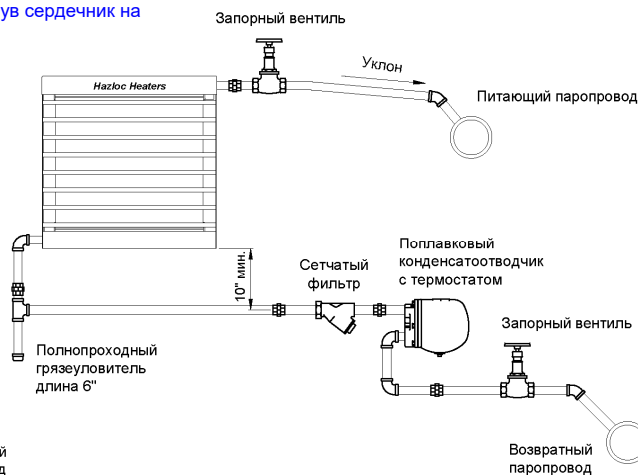 ув сердечник на
Запорный вентиль
Уклон
Hazloc Heaters
Питающий паропровод
Поплавковый
конденсатоотводчик
с термостатом
Сетчатый
фильтр
10" мин.
Запорный вентиль
Полнопроходный
грязеуловитель
длина 6"
Возвратный
паропровод
й
д